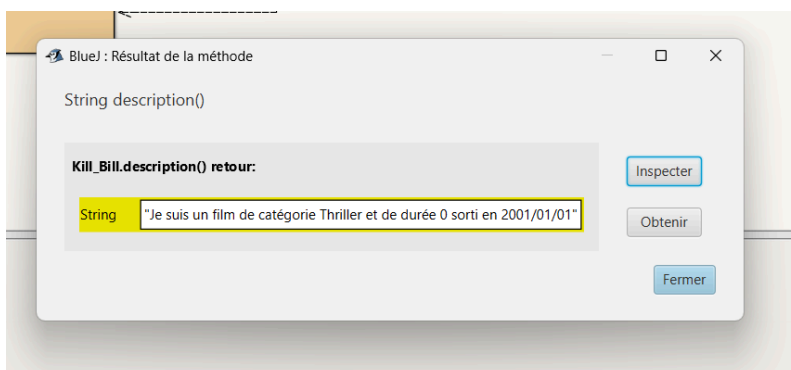 BlueJ : Résultat de la méthode
String description()
Kill_Bill.description() retour:
Inspecter
String "Je suis un film de catégorie Thriller et de durée 0 sorti en 2001/01/01"
Obtenir
Fermer